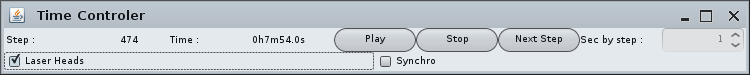 Time Controler
Step : 474 Time : 0h7m54.0s Play Stop Next Step Sec by step : 1
Laser Heads Synchro